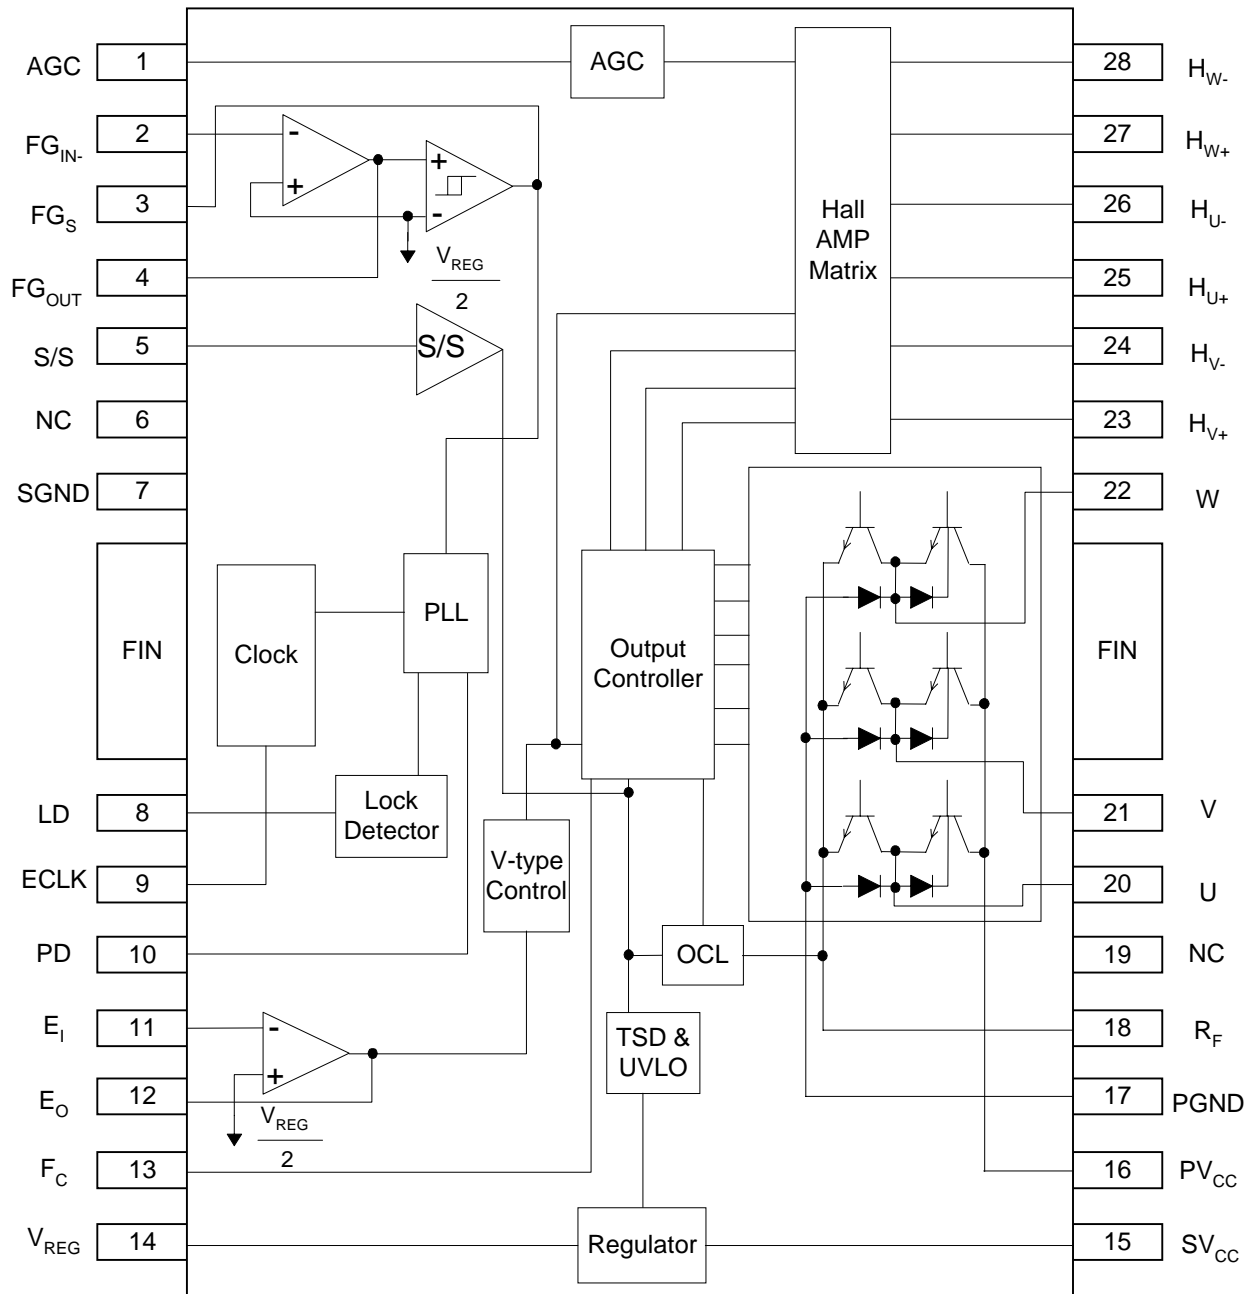 AGC 1 AGC 28 H_W-
FG_IN- 2 - 27 H_W+
+ +
FG_S 3 - 26 H_U-
Hall
AMP
Matrix
FG_OUT 4 V_REG 25 H_U+
2
S/S 5 S/S 24 H_V-
NC 6 23 H_V+
SGND 7 22 W
FIN Clock PLL Output
Controller FIN
LD 8 Lock
Detector 21 V
V-type
Control
ECLK 9 20 U
PD 10 OCL 19 NC
E_I 11 - 18 R_F
TSD &
UVLO
+
E_O 12 17 PGND
V_REG
2
F_C 13 16 PV_CC
V_REG 14 Regulator 15 SV_CC